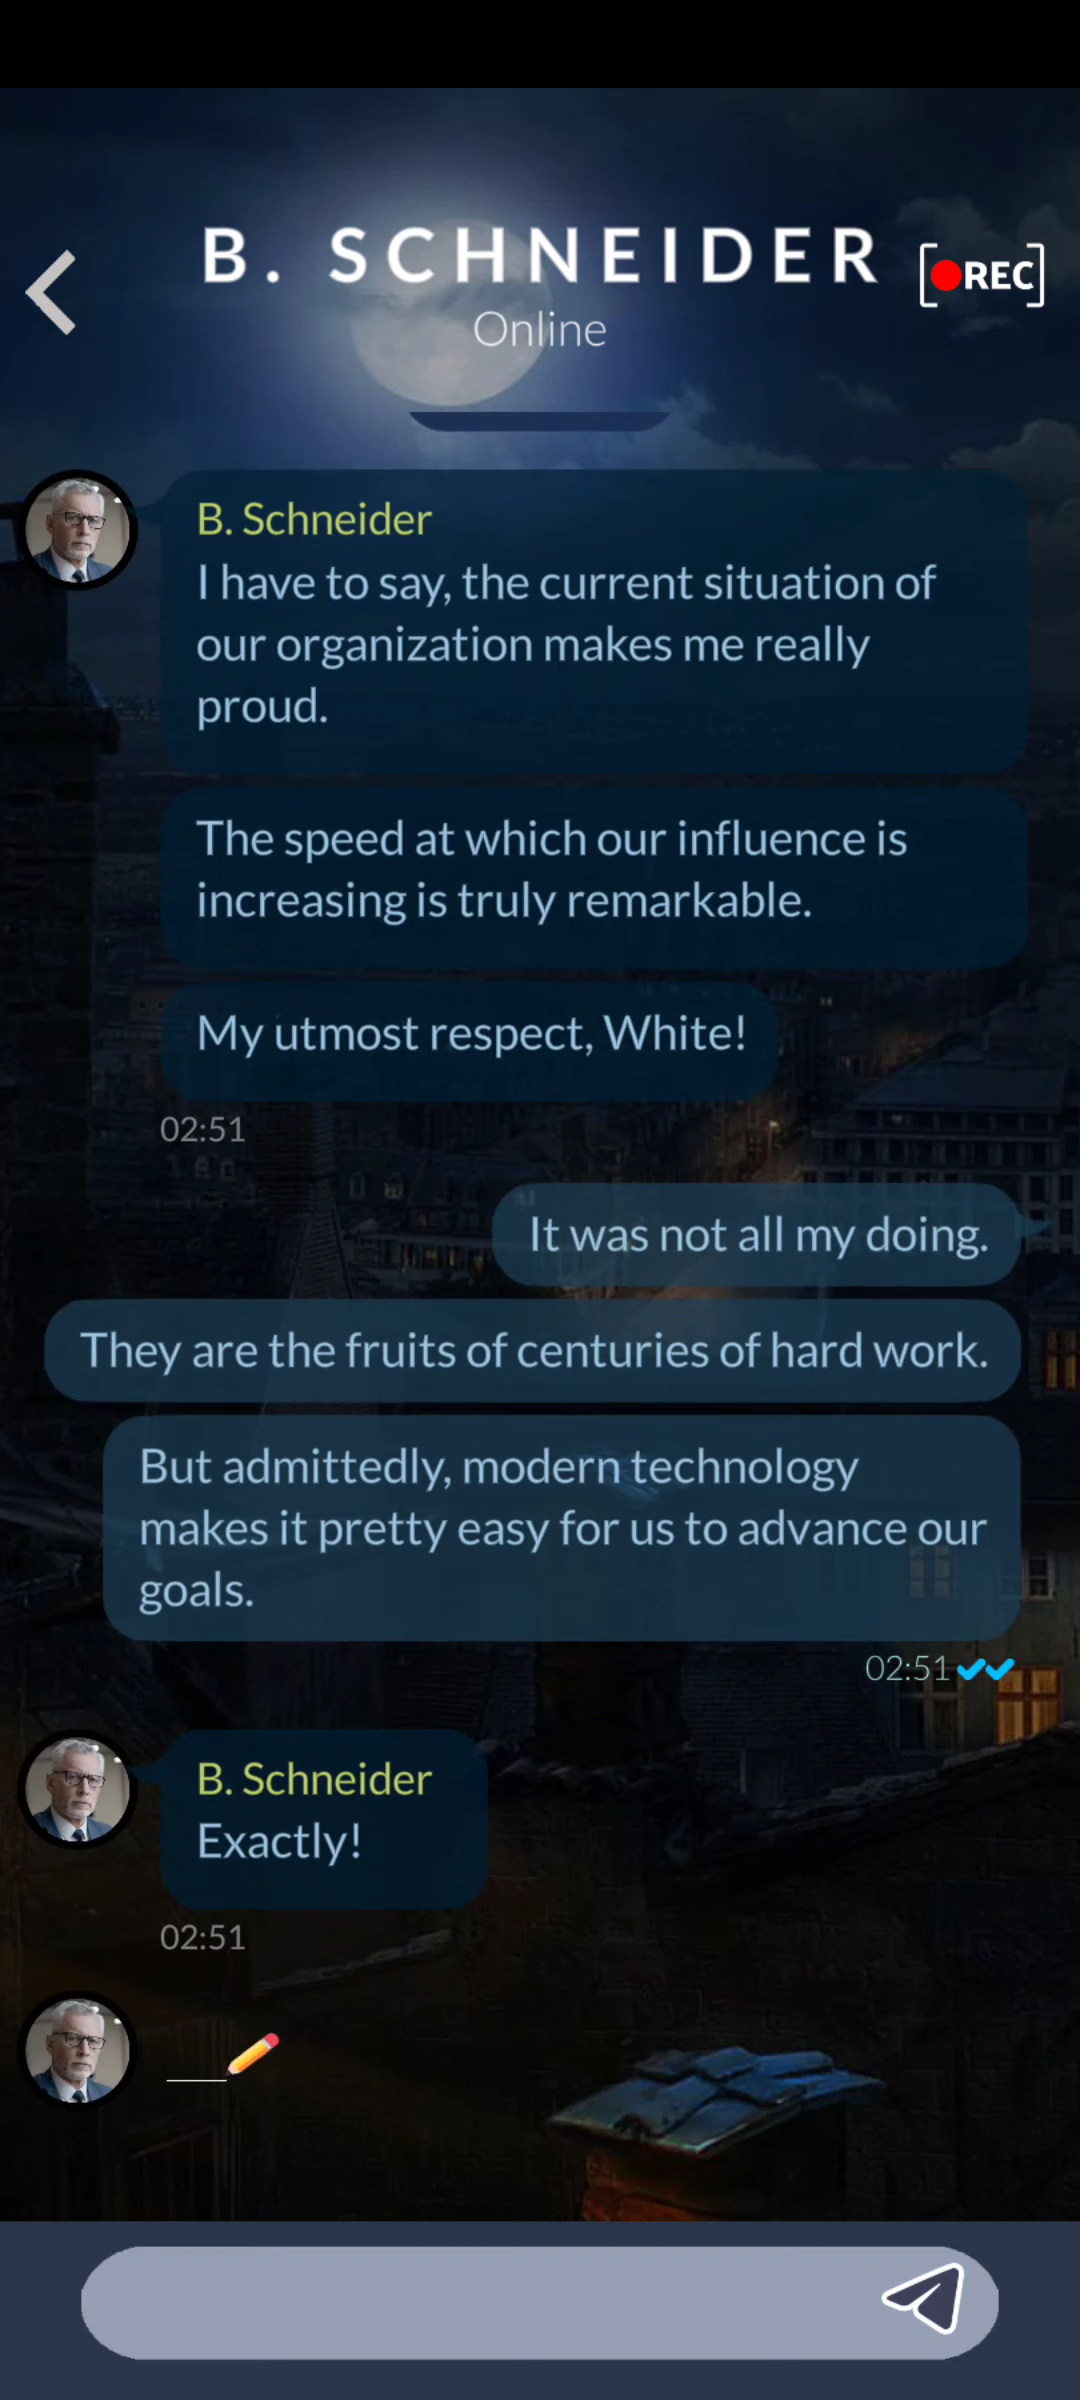 B. SCHNEIDER
REC
Online
B. Schneider
I have to say, the current situation of
our organization makes me really
proud.
The speed at which our influence is
increasing is truly remarkable.
My utmost respect, White!
02:51
It was not all my doing.
They are the fruits of centuries of hard work.
But admittedly, modern technology
makes it pretty easy for us to advance our
goals.
02:51
B. Schneider
Exactly!
02:51